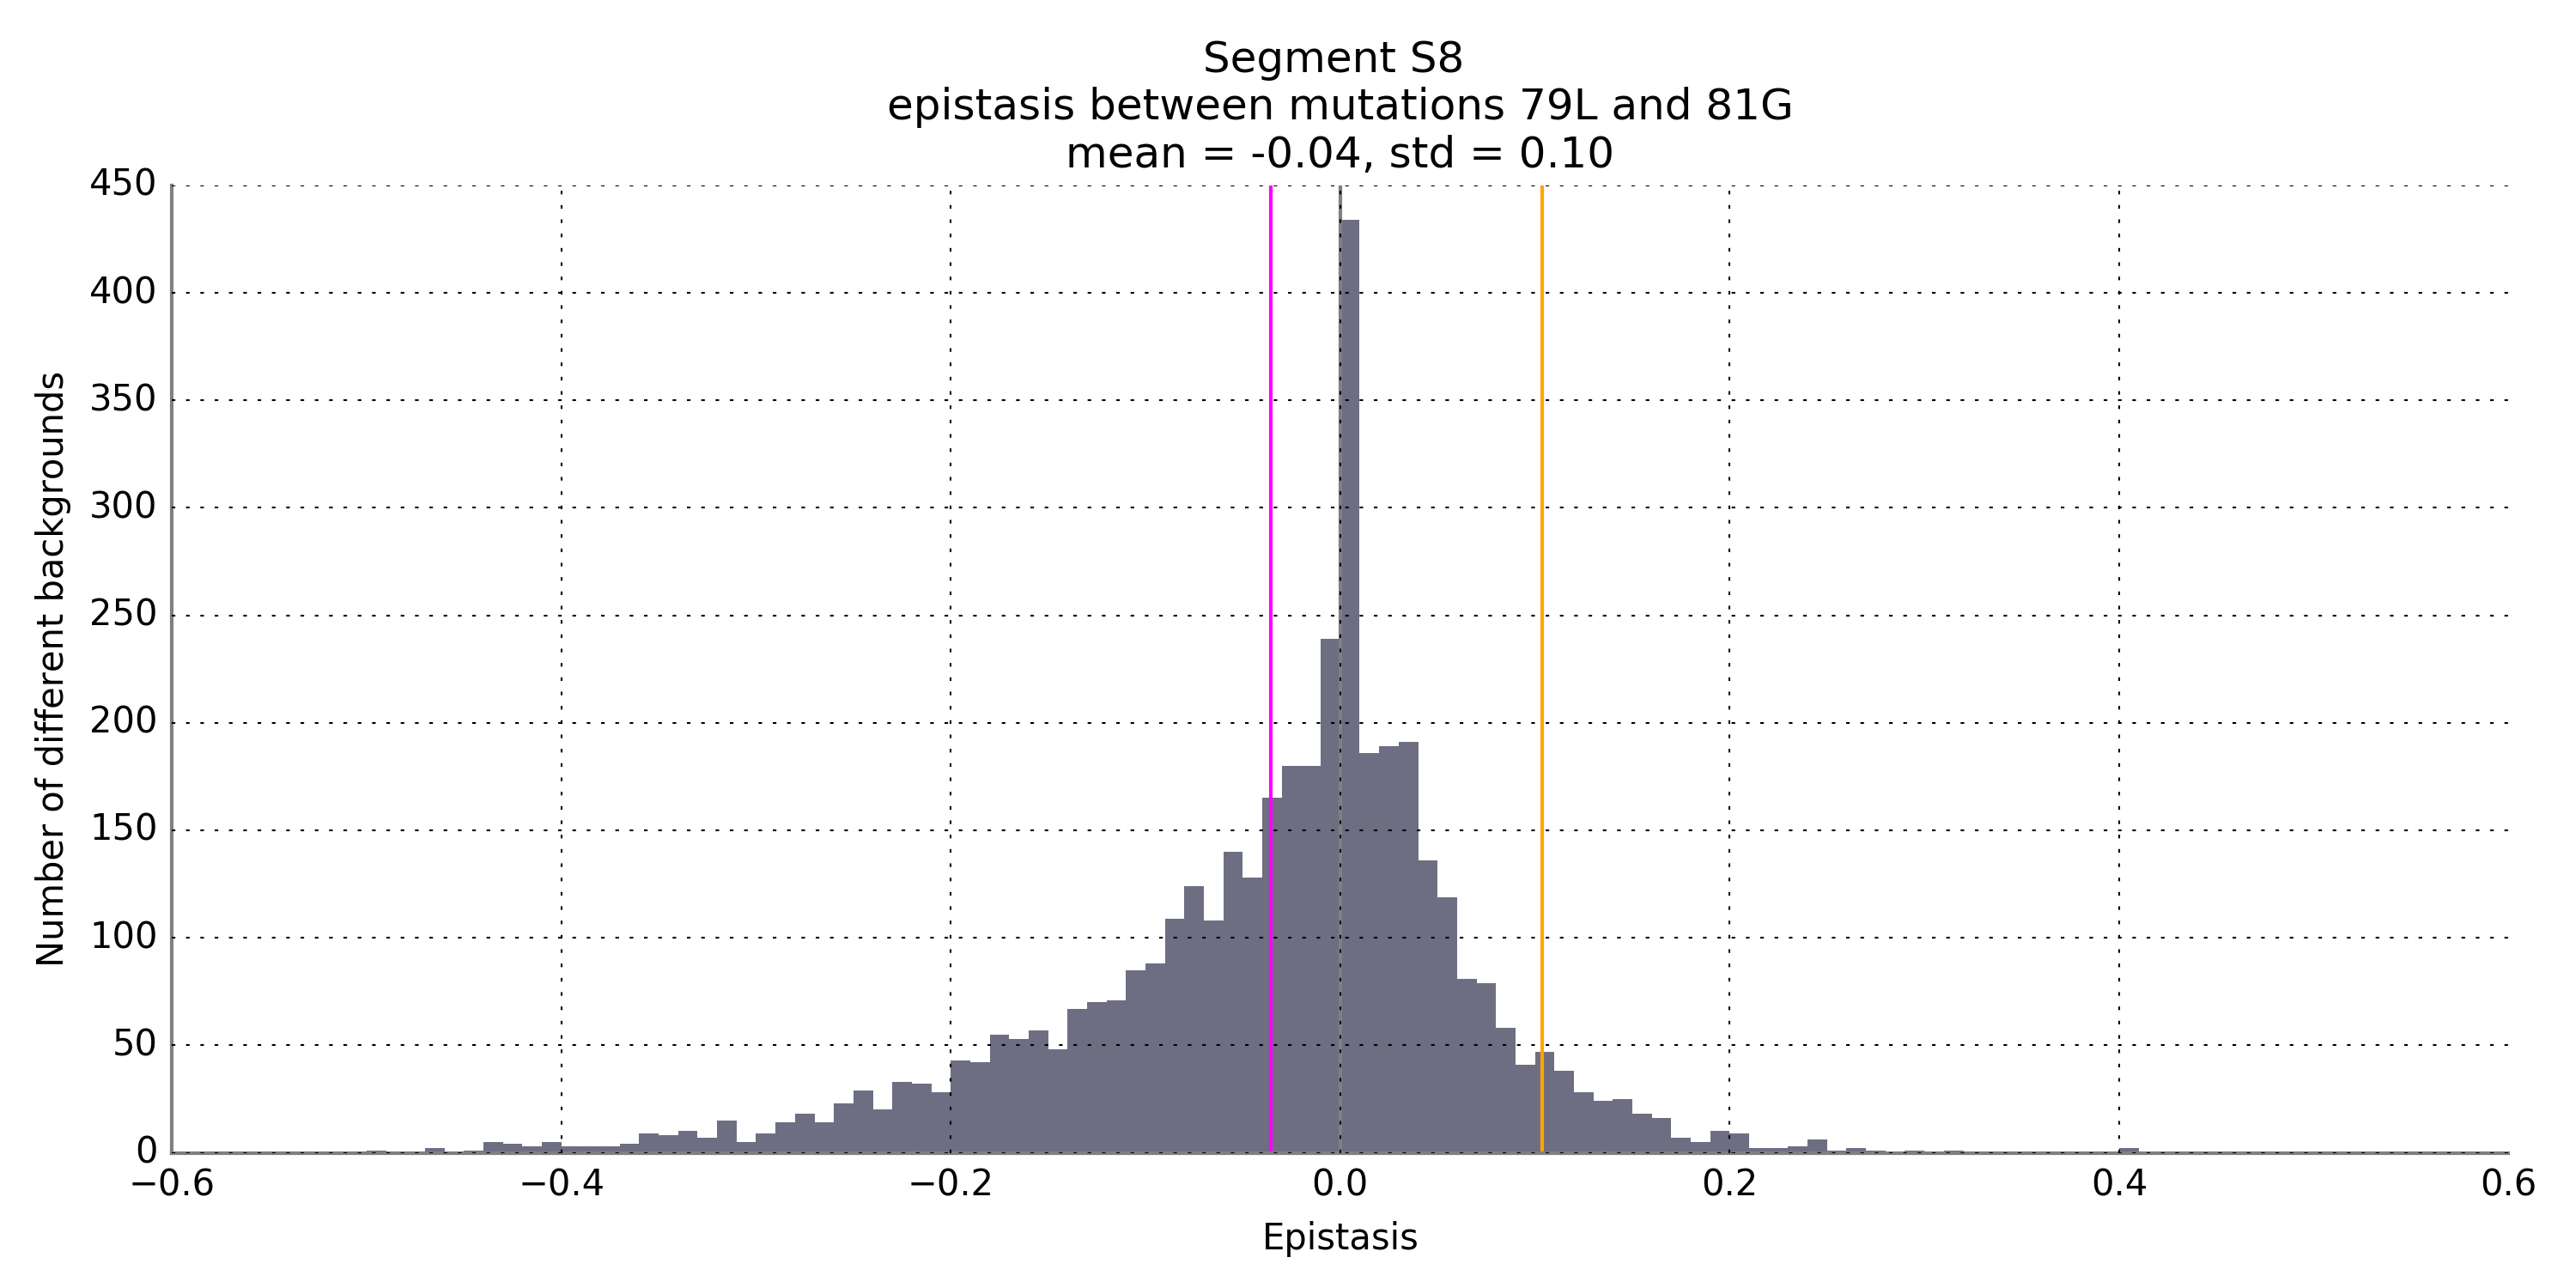 Segment S8
epistasis between mutations 79L and 81G
mean = -0.04, std = 0.10
450
400
350
300
250
200
150
100
50
0
Number of different backgrounds
−0.6 −0.4 −0.2 0.0 0.2 0.4 0.6
Epistasis